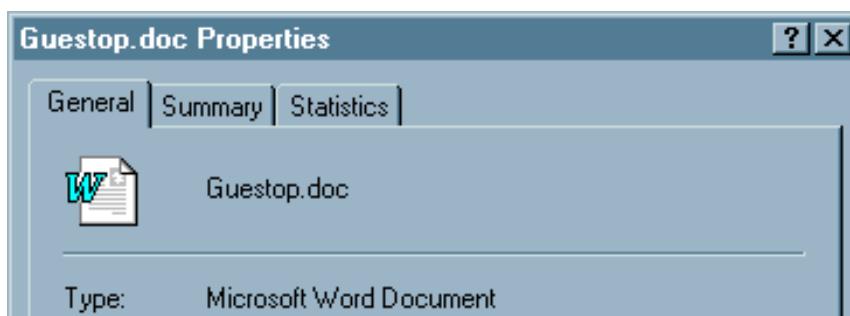 Guestop.doc Properties
General Summary Statistics
Guestop.doc
Type: Microsoft Word Document